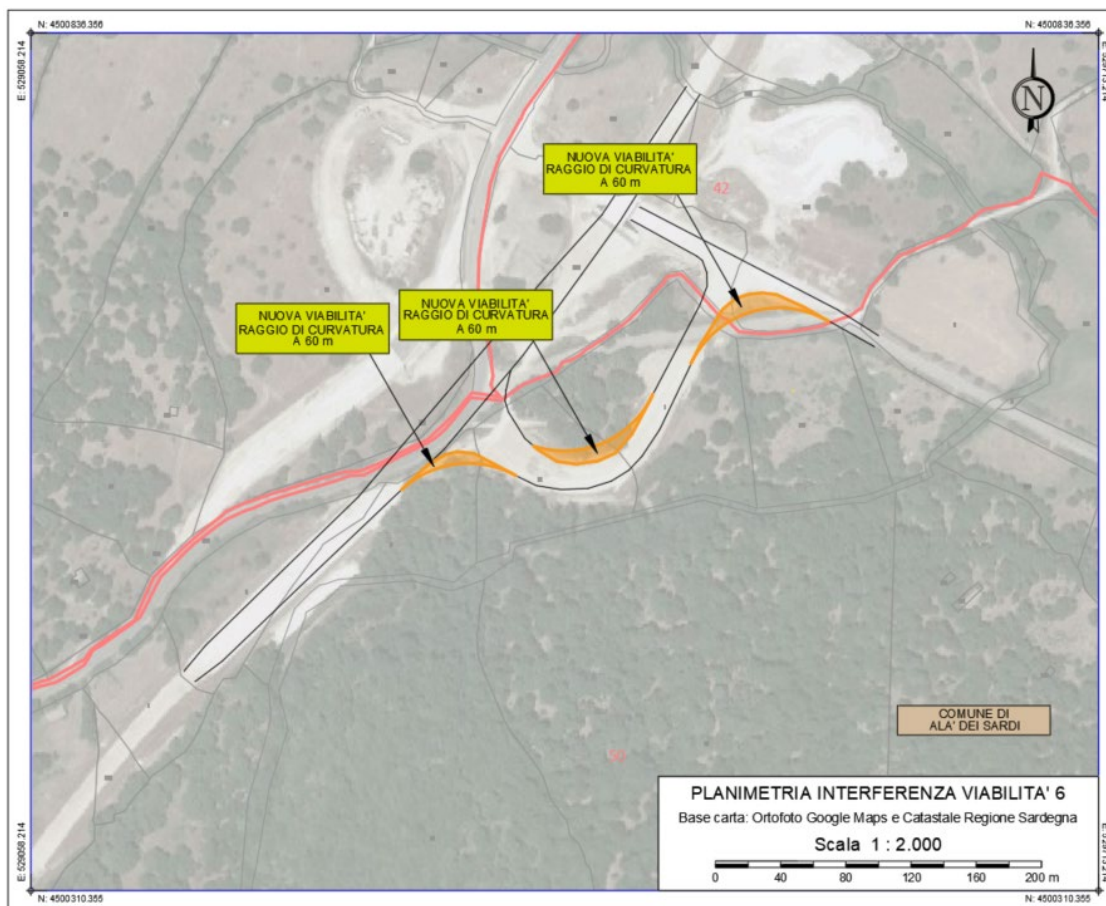 N: 4500836.356
N: 4500836.356
E: 529058.214
NUOVA VIABILITA'
RAGGIO DI CURVATURA
A 60 m
42
N
NUOVA VIABILITA'
RAGGIO DI CURVATURA
A 60 m
NUOVA VIABILITA'
RAGGIO DI CURVATURA
A 60 m
COMUNE DI
ALA' DEI SARDI
50
PLANIMETRIA INTERFERENZA VIABILITA' 6
Base carta: Ortofoto Google Maps e Catastale Regione Sardegna
Scala 1 : 2.000
0 40 80 120 160 200 m
E: 529058.214
N: 4500310.355
N: 4500310.355